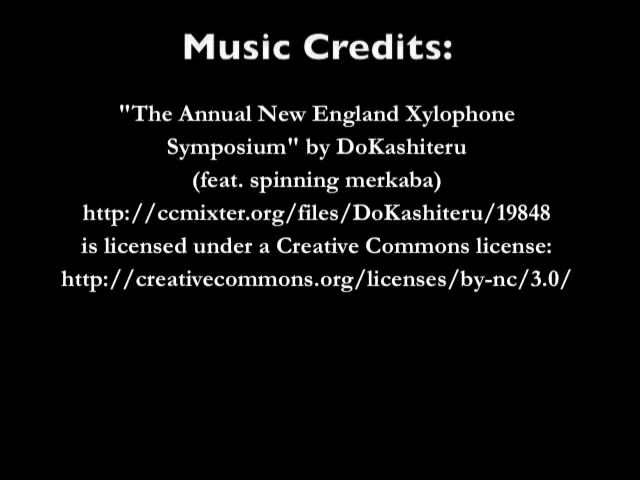 Music Credits:
"The Annual New England Xylophone
Symposium" by DoKashiteru
(feat. spinning merkaba)
http://ccmixter.org/files/DoKashiteru/19848
is licensed under a Creative Commons license:
http://creativecommons.org/licenses/by-nc/3.0/